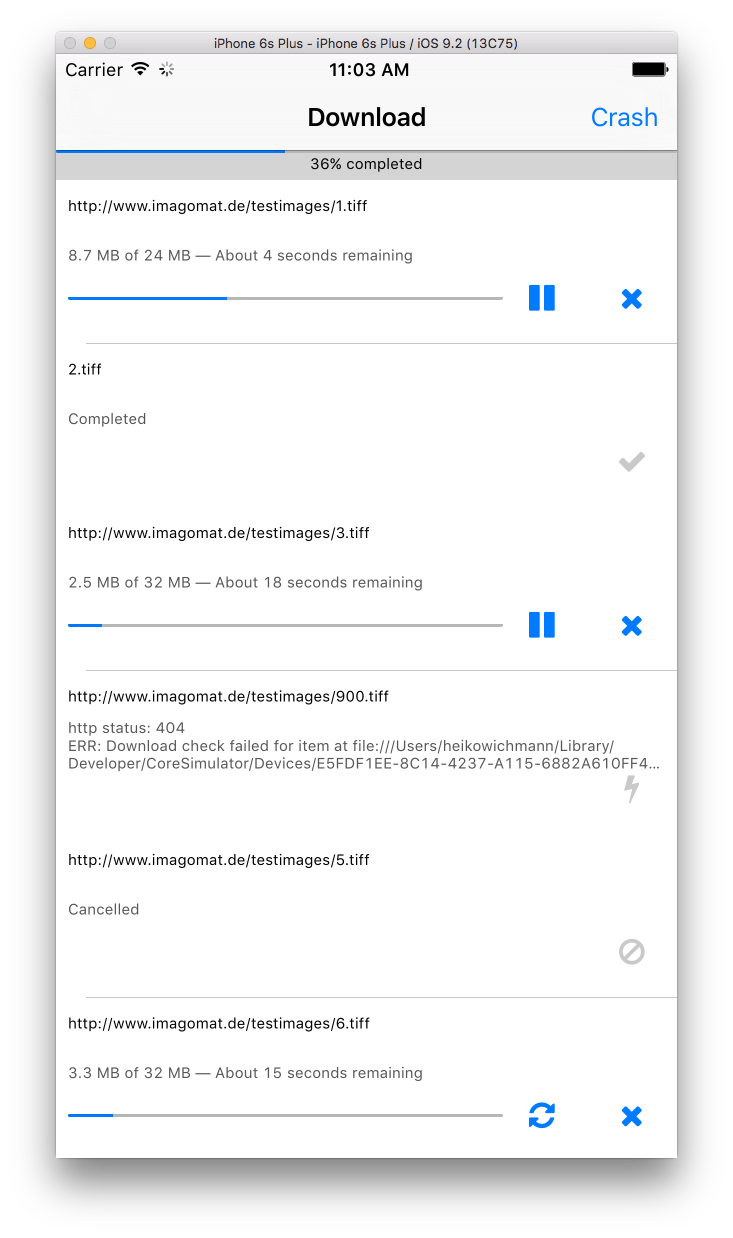 iPhone 6s Plus - iPhone 6s Plus / iOS 9.2 (13C75)
Carrier 11:03 AM
Download Crash
36% completed
http://www.imagomat.de/testimages/1.tiff
8.7 MB of 24 MB — About 4 seconds remaining
2.tiff
Completed
http://www.imagomat.de/testimages/3.tiff
2.5 MB of 32 MB — About 18 seconds remaining
http://www.imagomat.de/testimages/900.tiff
http status: 404
ERR: Download check failed for item at file:///Users/heikowichmann/Library/
Developer/CoreSimulator/Devices/E5FDF1EE-8C14-4237-A115-6882A610FF4...
http://www.imagomat.de/testimages/5.tiff
Cancelled
http://www.imagomat.de/testimages/6.tiff
3.3 MB of 32 MB — About 15 seconds remaining